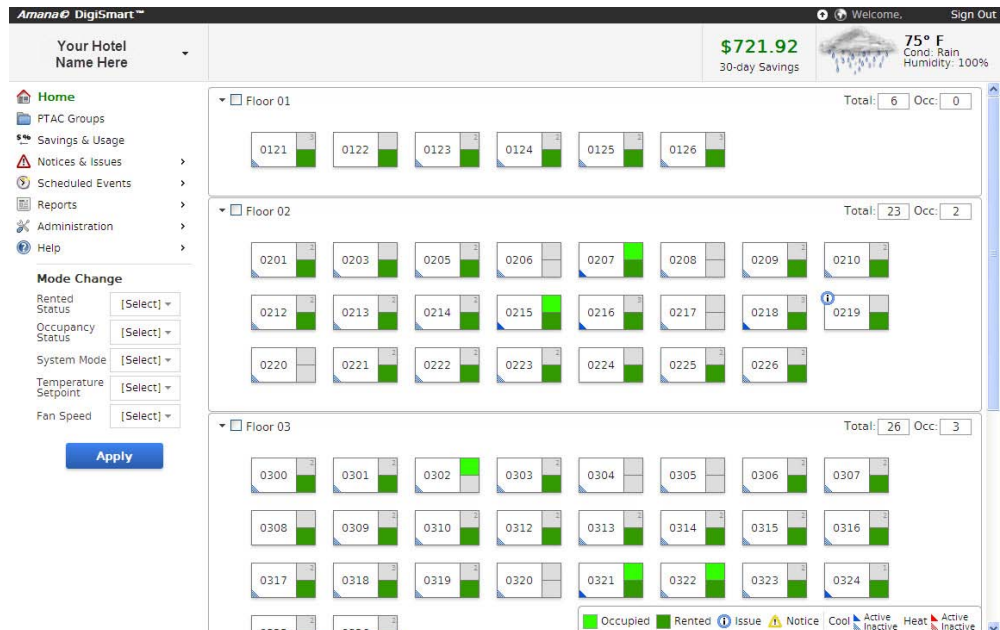 Amana® DigiSmart™ Welcome, Sign Out
Your Hotel
Name Here
$721.92
30-day Savings
75° F
Cond: Rain
Humidity: 100%
Home
PTAC Groups
Savings & Usage
Notices & Issues
Scheduled Events
Reports
Administration
Help
Mode Change
Rented Status [Select]
Occupancy Status [Select]
System Mode [Select]
Temperature Setpoint [Select]
Fan Speed [Select]
Apply
Floor 01 Total: 6 Occ: 0
0121 0122 0123 0124 0125 0126
Floor 02 Total: 23 Occ: 2
0201 0203 0205 0206 0207 0208 0209 0210
0212 0213 0214 0215 0216 0217 0218 0219
0220 0221 0222 0223 0224 0225 0226
Floor 03 Total: 26 Occ: 3
0300 0301 0302 0303 0304 0305 0306 0307
0308 0309 0310 0312 0313 0314 0315 0316
0317 0318 0319 0320 0321 0322 0323 0324
Occupied Rented Issue Notice Cool Active Inactive Heat Active Inactive